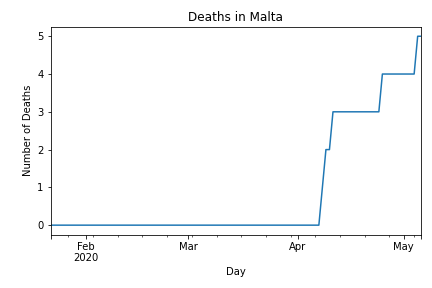 Deaths in Malta
5
4
3
2
1
0
Number of Deaths
Feb
2020
Mar
Apr
May
Day